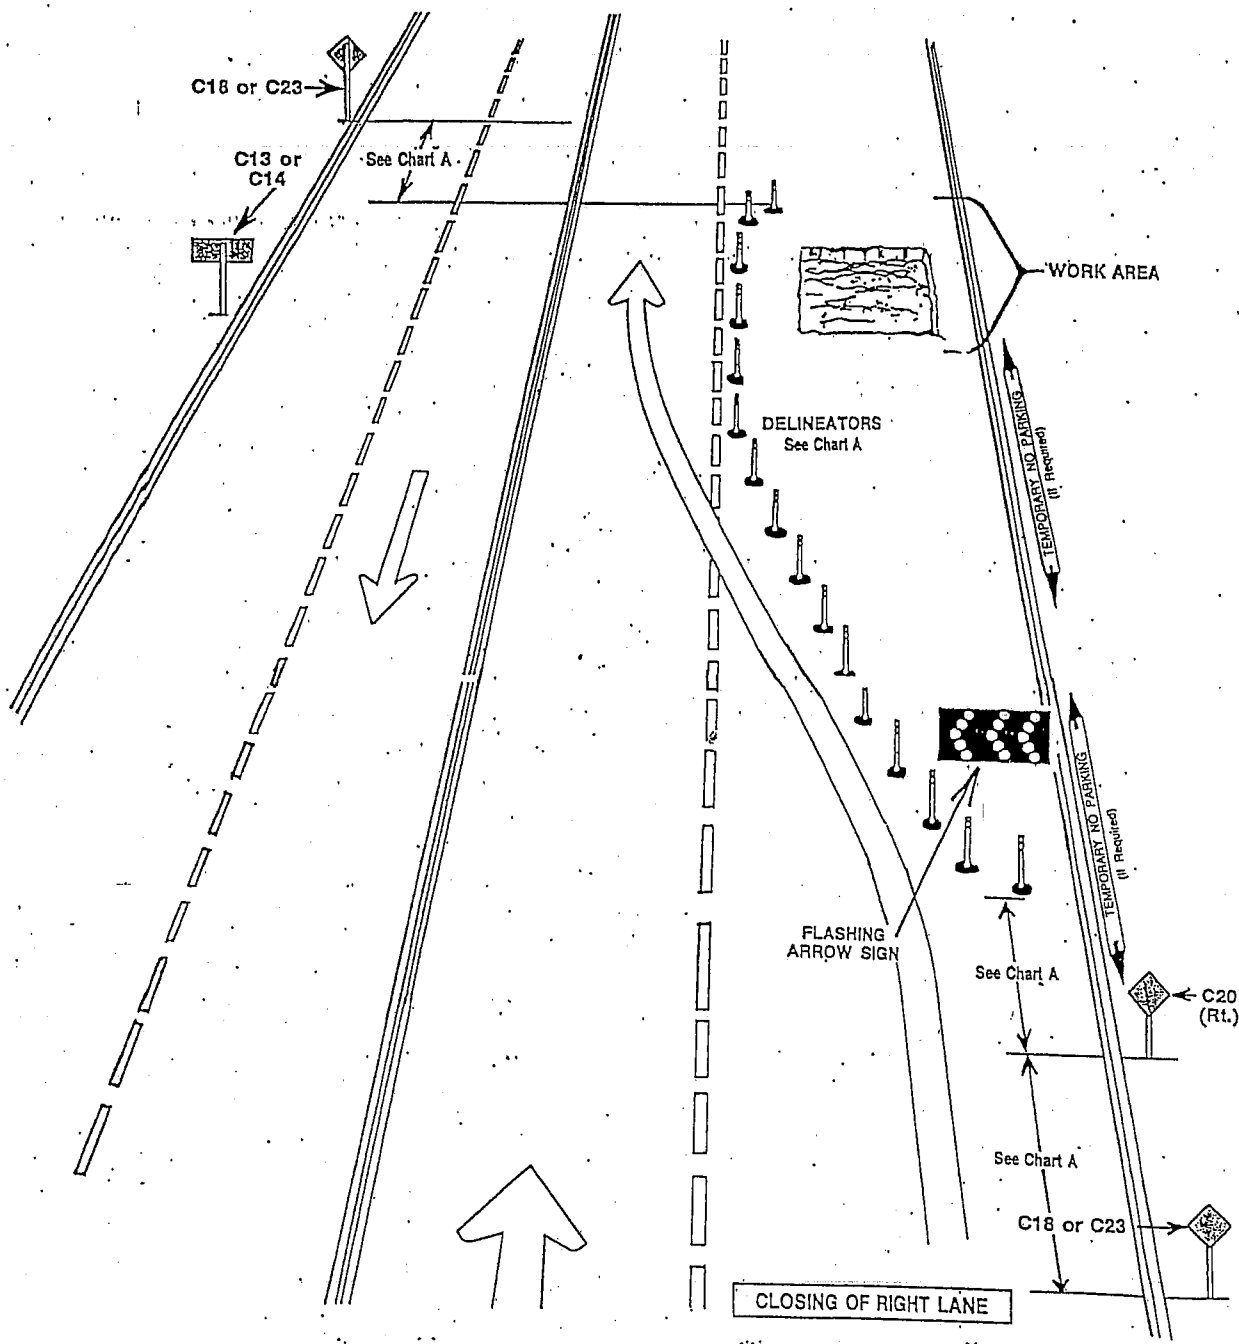 C18 or C23
C13 or
C14
See Chart A
WORK AREA
DELINEATORS
See Chart A
TEMPORARY NO PARKING
(If Required)
TEMPORARY NO PARKING
(If Required)
FLASHING
ARROW SIGN
See Chart A
C20
(Rt.)
See Chart A
C18 or C23
CLOSING OF RIGHT LANE